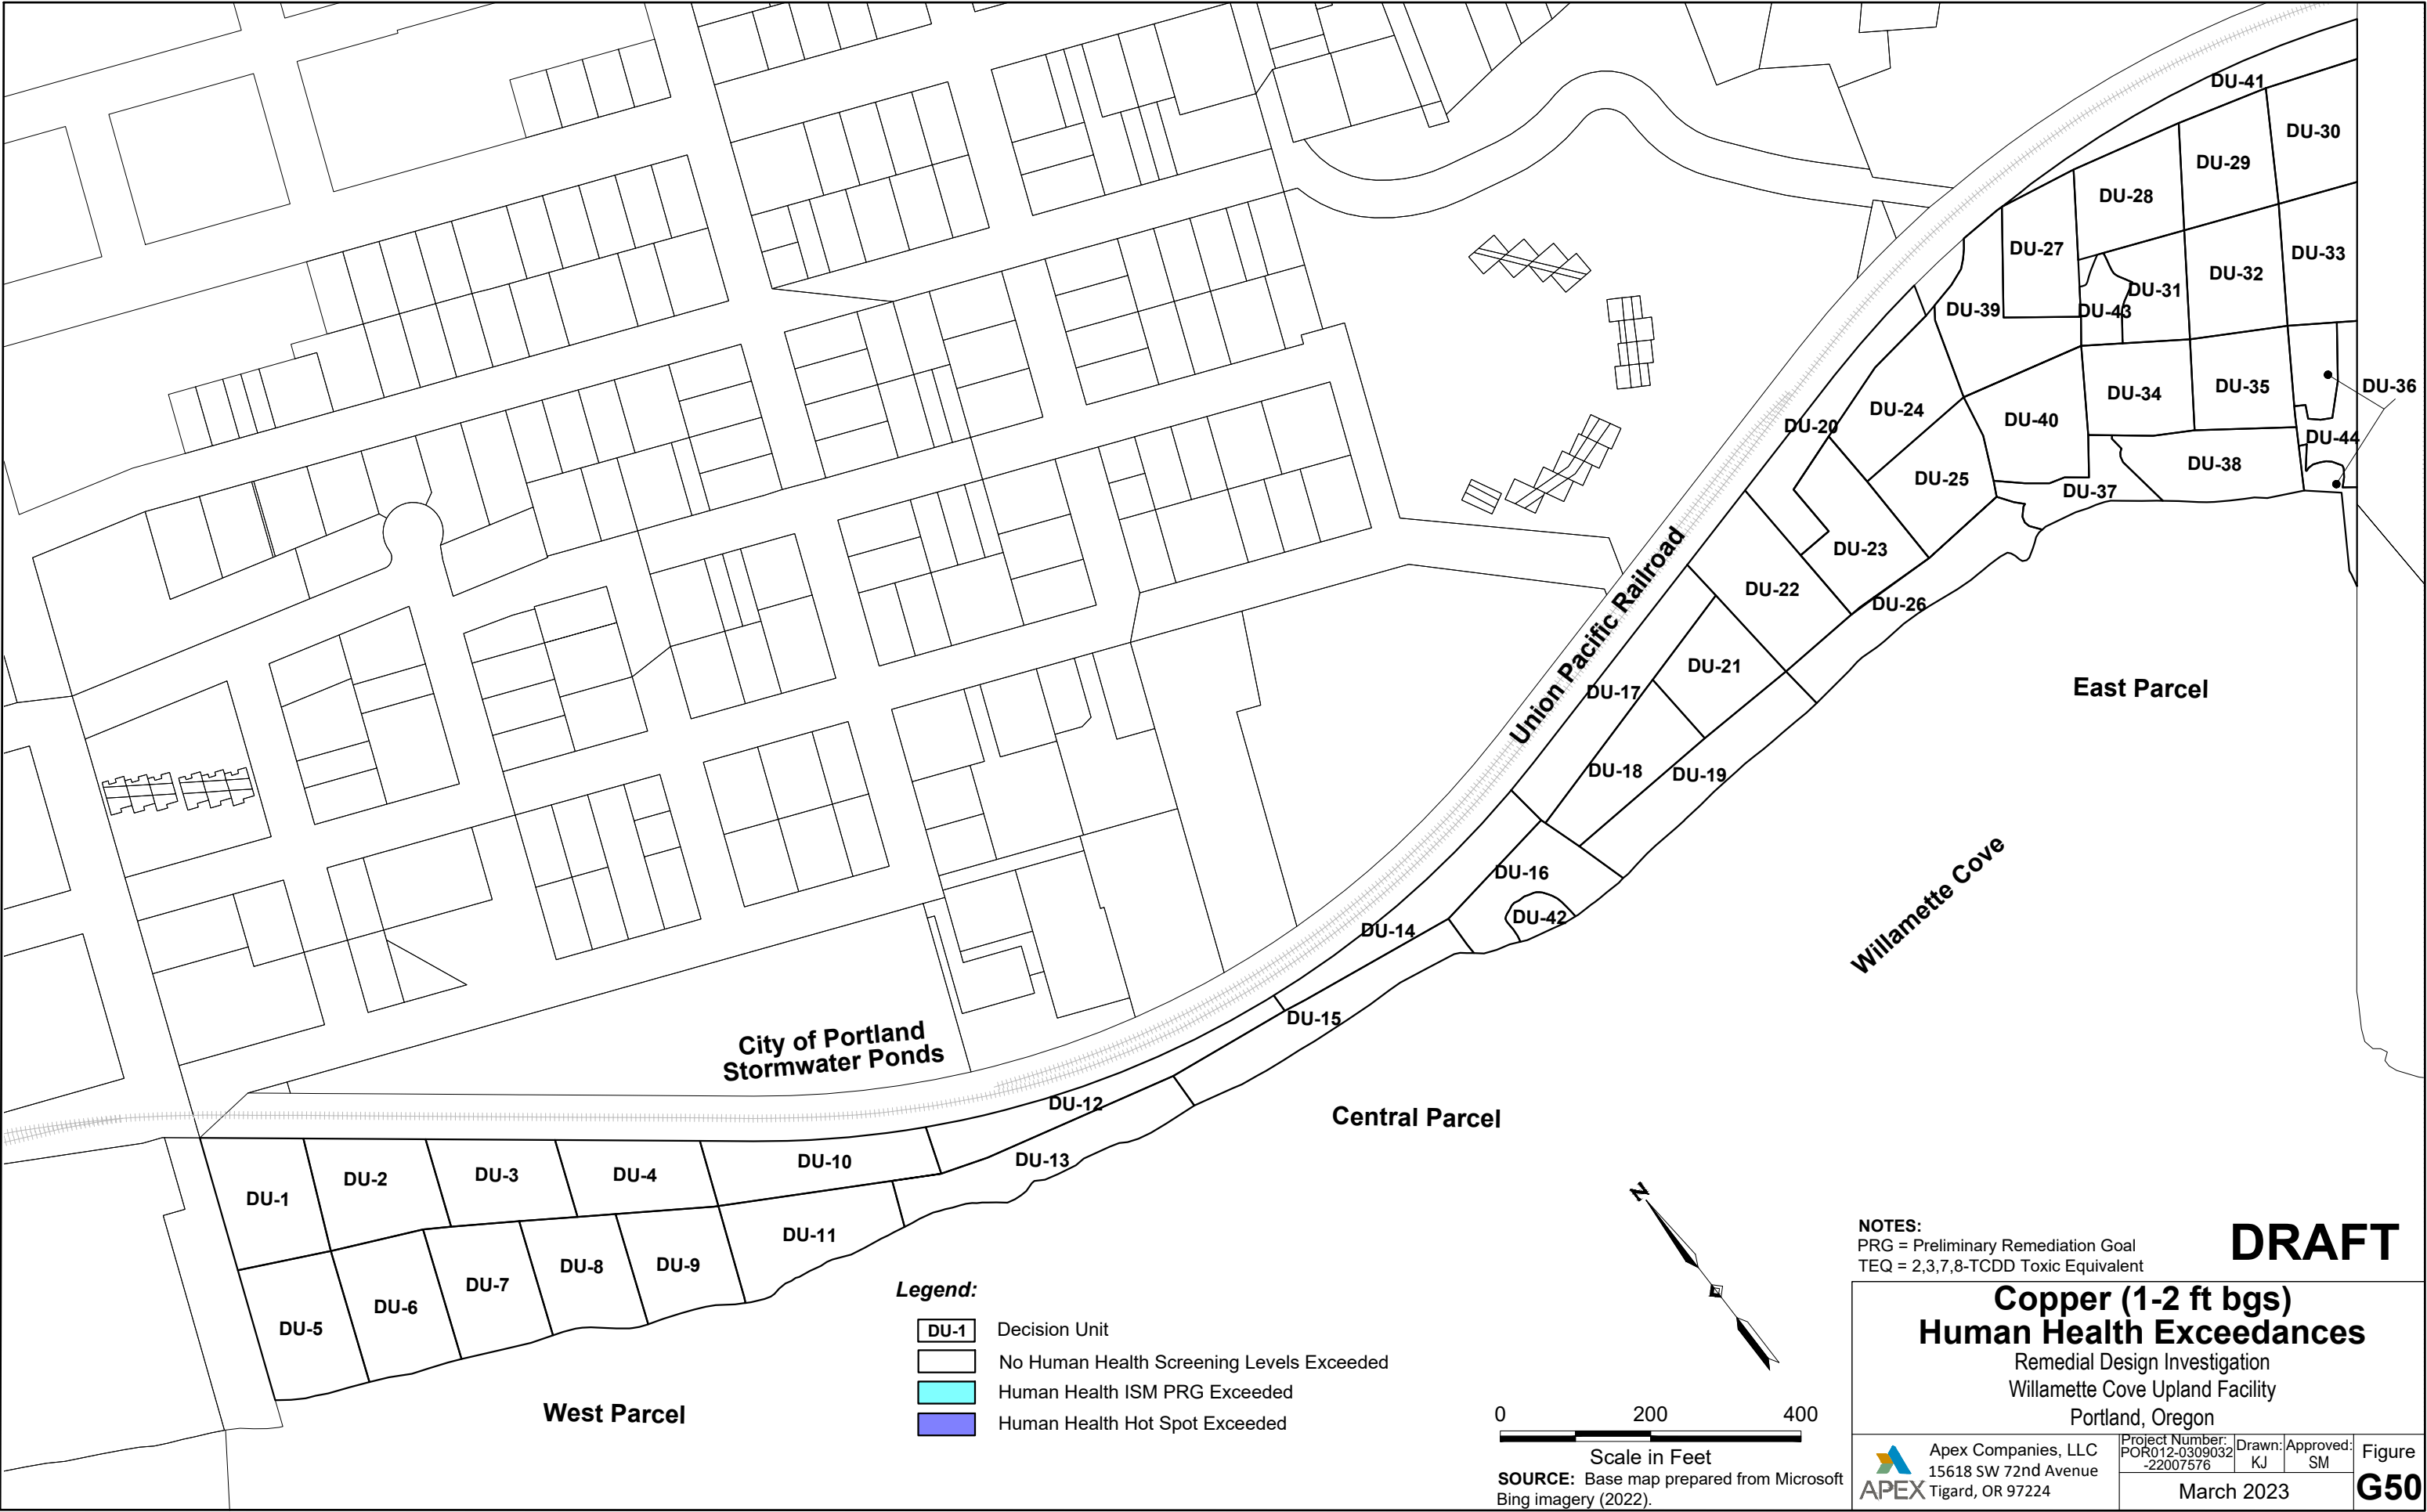 DU-41
DU-30
DU-29
DU-28
DU-27
DU-33
DU-32
DU-31
DU-43
DU-39
DU-36
DU-35
DU-34
DU-24
DU-40
DU-20
DU-44
DU-38
DU-25
DU-37
DU-23
DU-22
DU-26
Union Pacific Railroad
DU-21
East Parcel
DU-17
DU-18
DU-19
DU-16
Willamette Cove
DU-42
DU-14
DU-15
City of Portland
Stormwater Ponds
DU-12
Central Parcel
DU-13
DU-10
DU-4
DU-3
DU-2
DU-1
DU-11
DU-9
DU-8
DU-7
DU-6
DU-5
West Parcel
Legend:
DU-1 Decision Unit
No Human Health Screening Levels Exceeded
Human Health ISM PRG Exceeded
Human Health Hot Spot Exceeded
N
0 200 400
Scale in Feet
SOURCE: Base map prepared from Microsoft
Bing imagery (2022).
NOTES:
PRG = Preliminary Remediation Goal
TEQ = 2,3,7,8-TCDD Toxic Equivalent
DRAFT
Copper (1-2 ft bgs)
Human Health Exceedances
Remedial Design Investigation
Willamette Cove Upland Facility
Portland, Oregon
APEX
Apex Companies, LLC
15618 SW 72nd Avenue
Tigard, OR 97224
Project Number:
POR012-0309032
-22007576
Drawn:
KJ
Approved:
SM
March 2023
Figure
G50